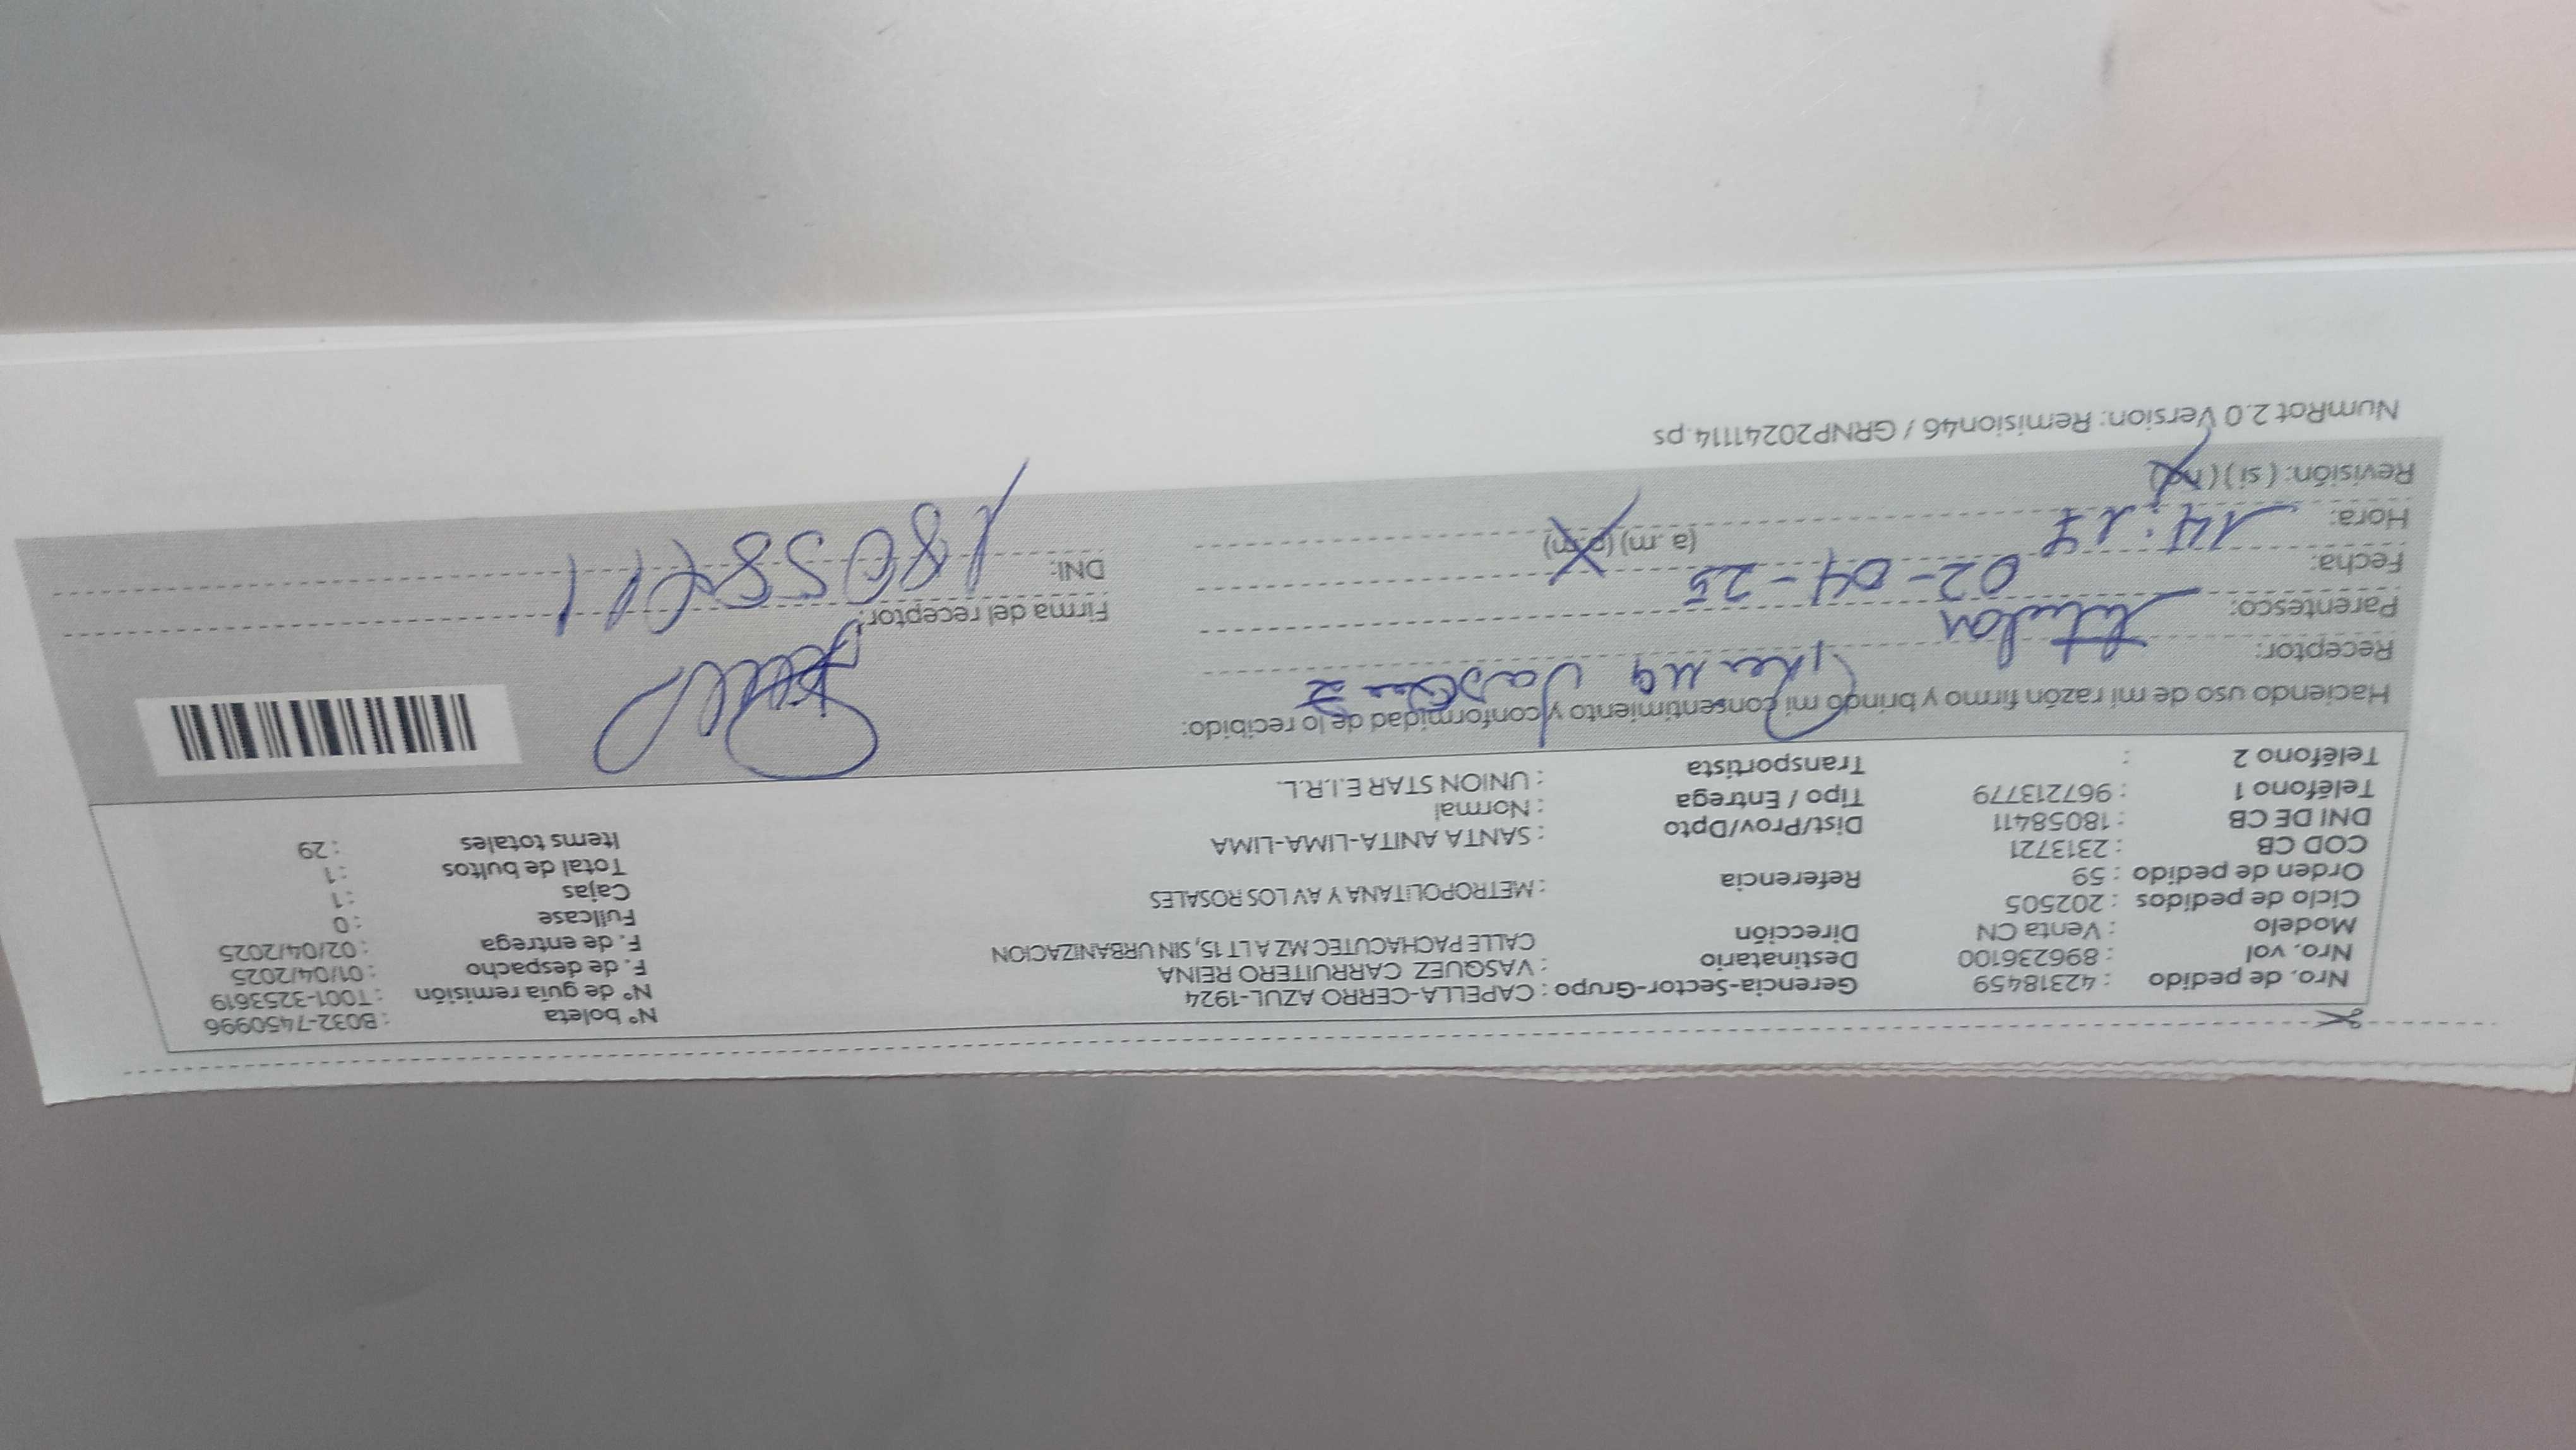 Nro. de pedido : 42318459 Gerencia-Sector-Grupo : CAPELLA-CERRO AZUL-1924 N° boleta : B032-7450996
Nro. vol : 896236100 Destinatario : VASQUEZ CARRUITERO REINA N° de guía remisión : T001-3253619
Modelo : Venta CN Dirección CALLE PACHACUTEC MZ A LT 15, SIN URBANIZACION F. de despacho : 01/04/2025
Ciclo de pedidos : 202505 F. de entrega : 02/04/2025
Orden de pedido : 59 Referencia : METROPOLITANA Y AV LOS ROSALES Fullcase : 0
COD CB : 2313721 Cajas : 1
DNI DE CB : 18058411 Dist/Prov/Dpto : SANTA ANITA-LIMA-LIMA Total de bultos : 1
Teléfono 1 : 967213779 Tipo / Entrega : Normal Items totales : 29
Teléfono 2 : Transportista : UNION STAR E.I.R.L.
Haciendo uso de mi razón firmo y brindo mi consentimiento y conformidad de lo recibido:
Receptor: Vasquez
Parentesco: titular Firma del receptor:
Fecha: 02-04-25 DNI: 18058411
Hora: 14:17 (a.m) (p.m)
Revisión: (si) (no)
NumRot 2.0 Version: Remision46 / GRNP20241114.ps